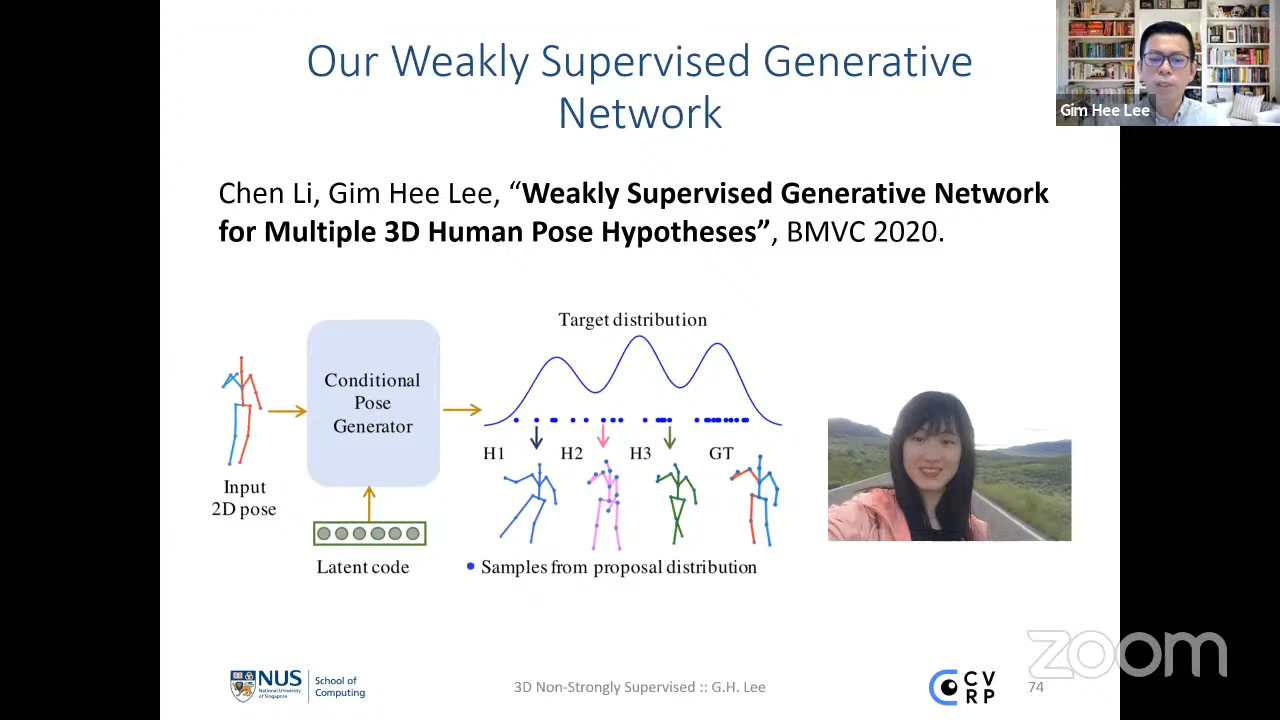 Our Weakly Supervised Generative
Network
Gim Hee Lee
Chen Li, Gim Hee Lee, “Weakly Supervised Generative Network
for Multiple 3D Human Pose Hypotheses”, BMVC 2020.
Target distribution
Conditional
Pose
Generator
H1 H2 H3 GT
Input
2D pose
Latent code
Samples from proposal distribution
NUS
National University
of Singapore
School of
Computing
3D Non-Strongly Supervised :: G.H. Lee
CV
RP
74
zoom